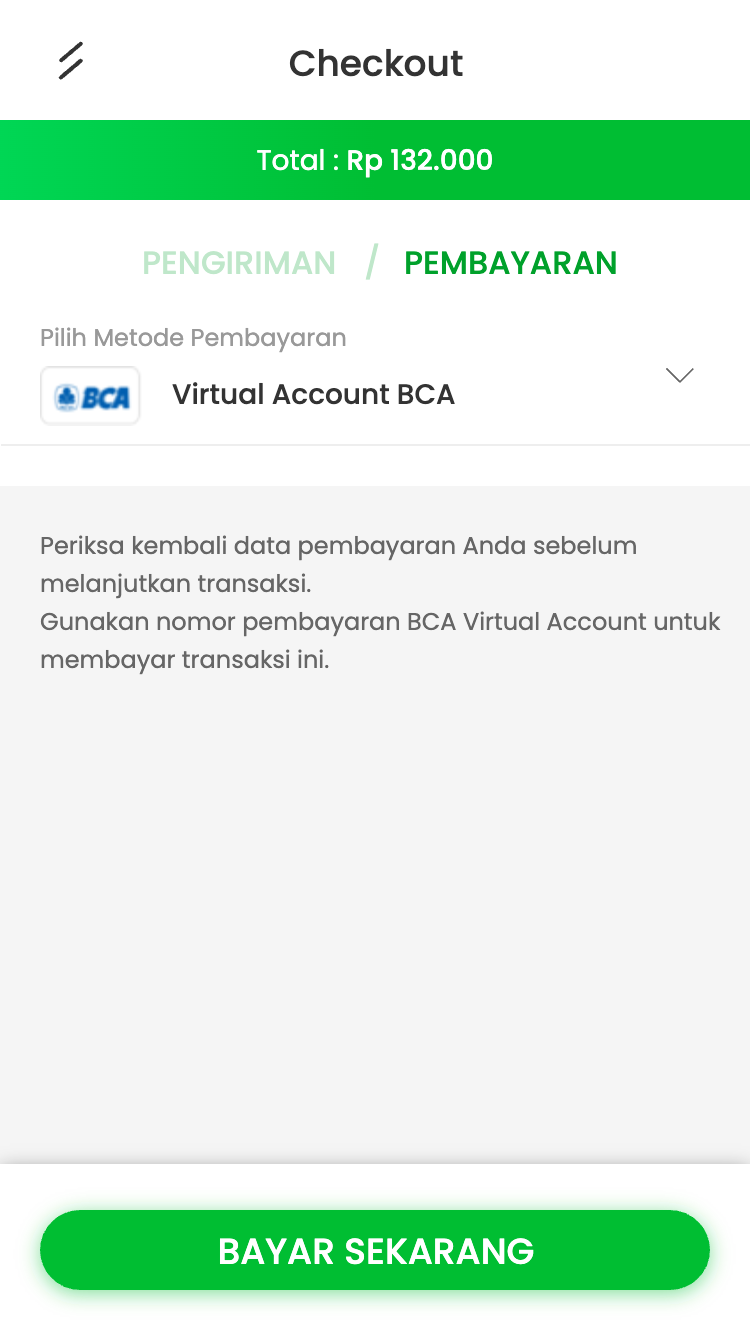 Checkout
Total : Rp 132.000
PENGIRIMAN / PEMBAYARAN
Pilih Metode Pembayaran
BCA Virtual Account BCA
Periksa kembali data pembayaran Anda sebelum
melanjutkan transaksi.
Gunakan nomor pembayaran BCA Virtual Account untuk
membayar transaksi ini.
BAYAR SEKARANG